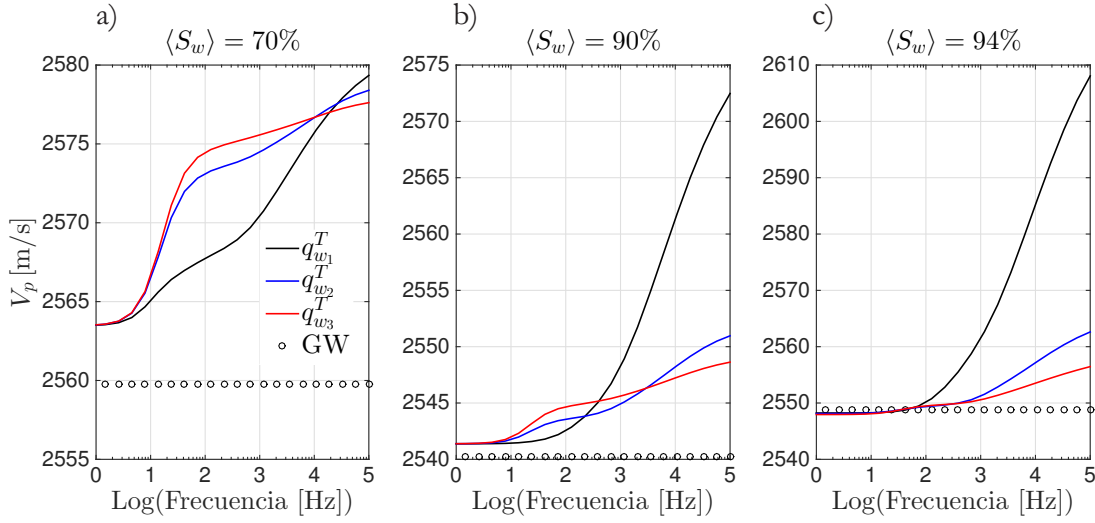 a)
⟨S_w⟩ = 70%
2580
2575
2570
2565
2560
2555
V_p [m/s]
0 1 2 3 4 5
Log(Frecuencia [Hz])
q^T_{w_1}
q^T_{w_2}
q^T_{w_3}
GW
b)
⟨S_w⟩ = 90%
2575
2570
2565
2560
2555
2550
2545
2540
0 1 2 3 4 5
Log(Frecuencia [Hz])
c)
⟨S_w⟩ = 94%
2610
2600
2590
2580
2570
2560
2550
2540
0 1 2 3 4 5
Log(Frecuencia [Hz])